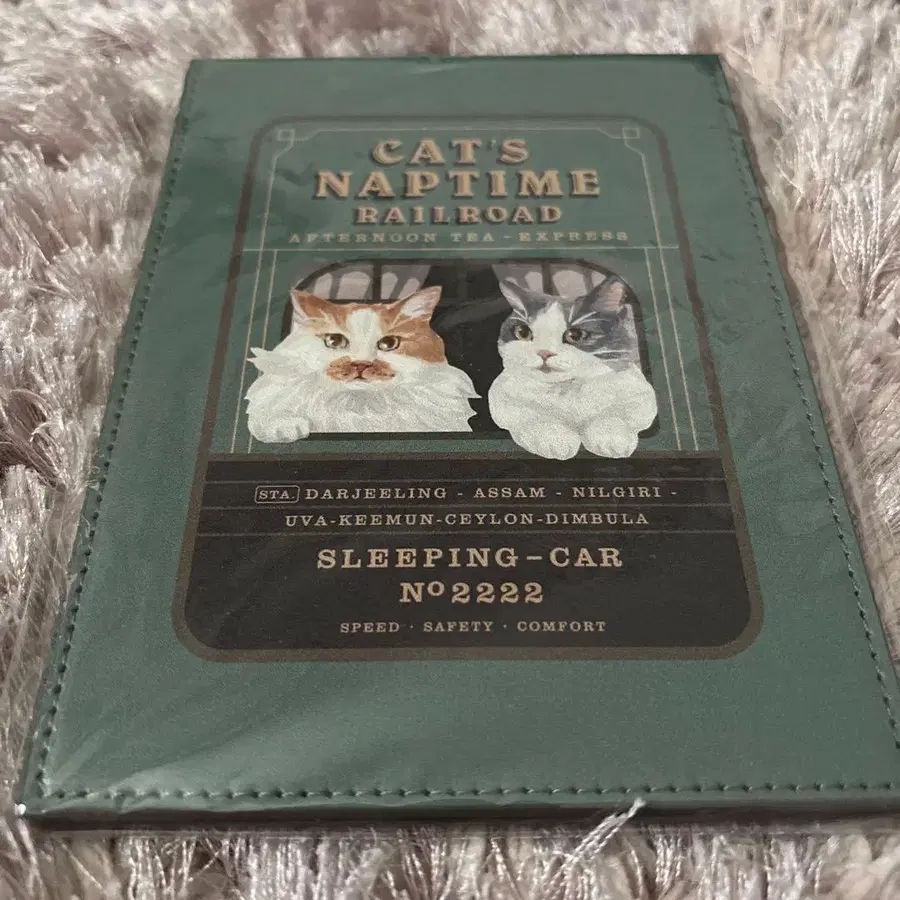 CAT'S
NAPTIME
RAILROAD
AFTERNOON TEA-EXPRESS
STA. DARJEELING - ASSAM - NILGIRI -
UVA-KEEMUN-CEYLON-DIMBULA
SLEEPING-CAR
Nº2222
SPEED · SAFETY · COMFORT